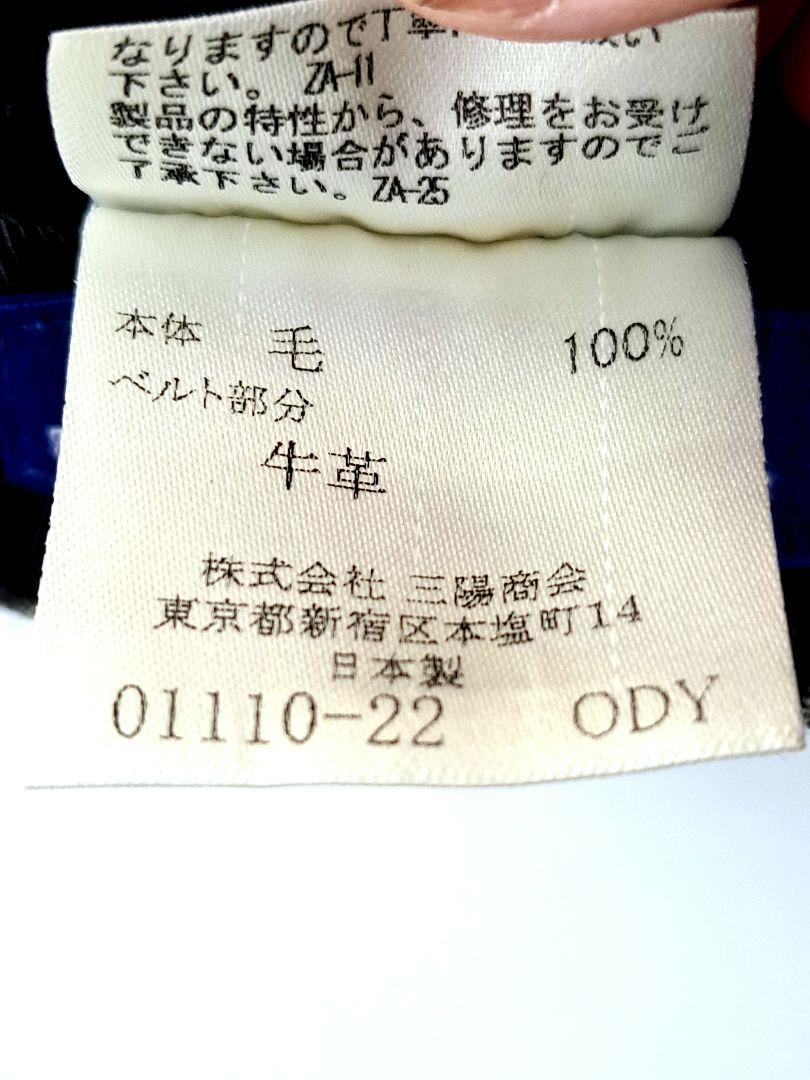 なりますので丁寧
下さい。 ZA-11
製品の特性から、修理をお受け
できない場合がありますのでご
了承下さい。ZA-25
本体 毛 100%
ベルト部分
牛革
株式会社 三陽商会
東京都新宿区本塩町14
日本製
01110-22 ODY